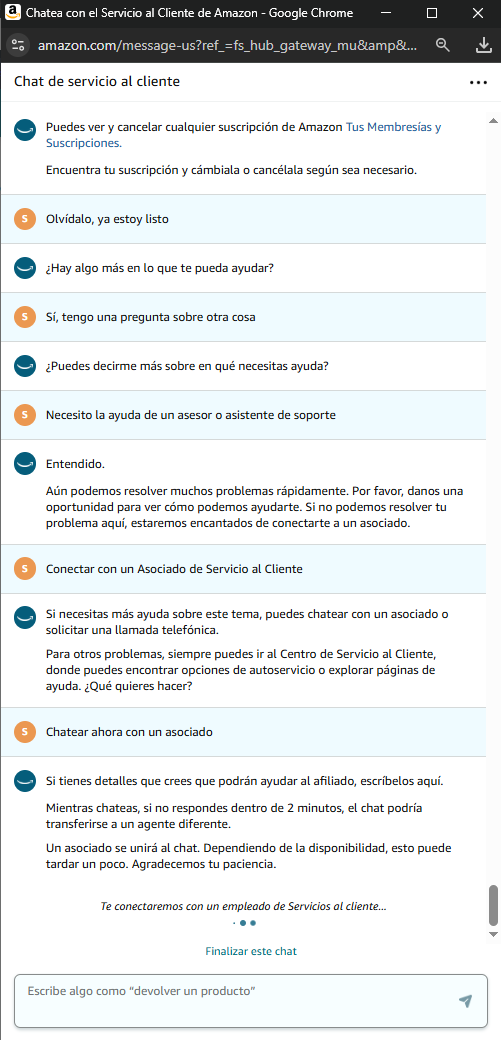 Chatea con el Servicio al Cliente de Amazon - Google Chrome
amazon.com/message-us?ref_=fs_hub_gateway_mu&amp&...
Chat de servicio al cliente
Puedes ver y cancelar cualquier suscripción de Amazon Tus Membresías y
Suscripciones.
Encuentra tu suscripción y cámbiala o cancélala según sea necesario.
S
Olvídalo, ya estoy listo
¿Hay algo más en lo que te pueda ayudar?
S
Sí, tengo una pregunta sobre otra cosa
¿Puedes decirme más sobre en qué necesitas ayuda?
S
Necesito la ayuda de un asesor o asistente de soporte
Entendido.
Aún podemos resolver muchos problemas rápidamente. Por favor, danos una
oportunidad para ver cómo podemos ayudarte. Si no podemos resolver tu
problema aquí, estaremos encantados de conectarte a un asociado.
S
Conectar con un Asociado de Servicio al Cliente
Si necesitas más ayuda sobre este tema, puedes chatear con un asociado o
solicitar una llamada telefónica.
Para otros problemas, siempre puedes ir al Centro de Servicio al Cliente,
donde puedes encontrar opciones de autoservicio o explorar páginas de
ayuda. ¿Qué quieres hacer?
S
Chatear ahora con un asociado
Si tienes detalles que crees que podrán ayudar al afiliado, escríbelos aquí.
Mientras chateas, si no respondes dentro de 2 minutos, el chat podría
transferirse a un agente diferente.
Un asociado se unirá al chat. Dependiendo de la disponibilidad, esto puede
tardar un poco. Agradecemos tu paciencia.
Te conectaremos con un empleado de Servicios al cliente...
Finalizar este chat
Escribe algo como “devolver un producto”